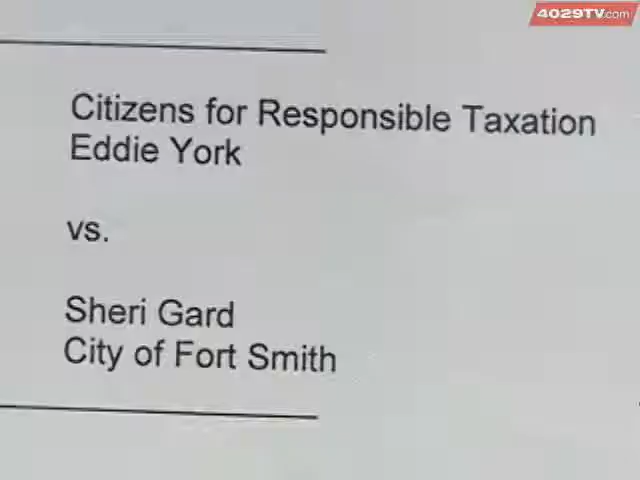 4029TV.com
Citizens for Responsible Taxation
Eddie York
vs.
Sheri Gard
City of Fort Smith